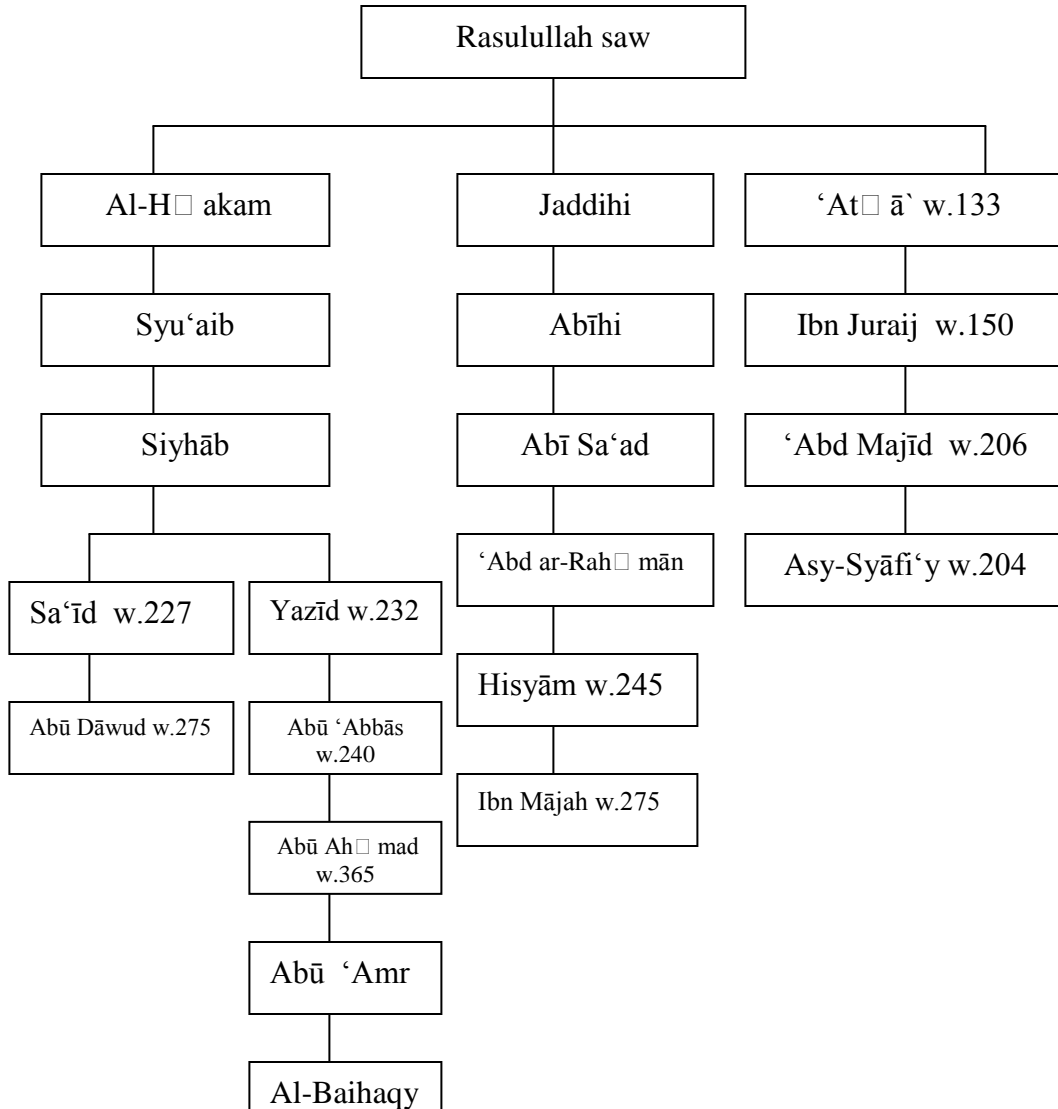 Rasulullah saw
Al-H□ akam
Jaddihi
‘At□ ā` w.133
Syu‘aib
Abīhi
Ibn Juraij w.150
Siyhāb
Abī Sa‘ad
‘Abd Majīd w.206
‘Abd ar-Rah□ mān
Asy-Syāfi‘y w.204
Sa‘īd w.227
Yazīd w.232
Hisyām w.245
Abū Dāwud w.275
Abū ‘Abbās
w.240
Ibn Mājah w.275
Abū Ah□ mad
w.365
Abū ‘Amr
Al-Baihaqy